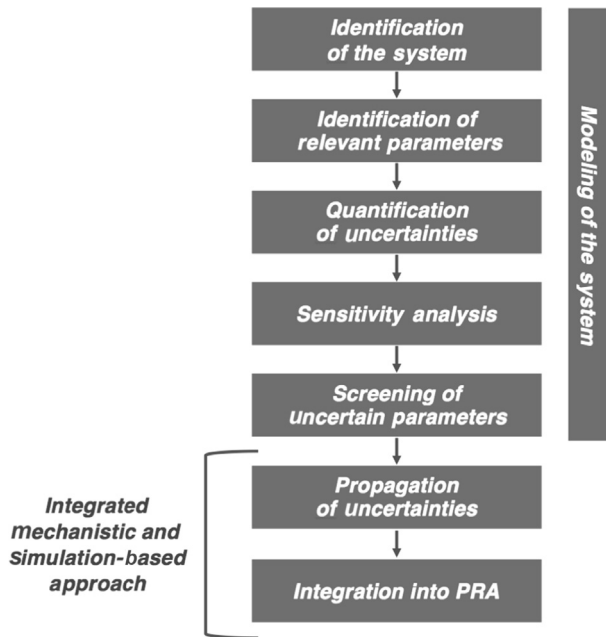 Identification
of the system
Identification of
relevant parameters
Quantification
of uncertainties
Sensitivity analysis
Screening of
uncertain parameters
Propagation
of uncertainties
Integration into PRA
Modeling of the system
Integrated
mechanistic and
simulation-based
approach